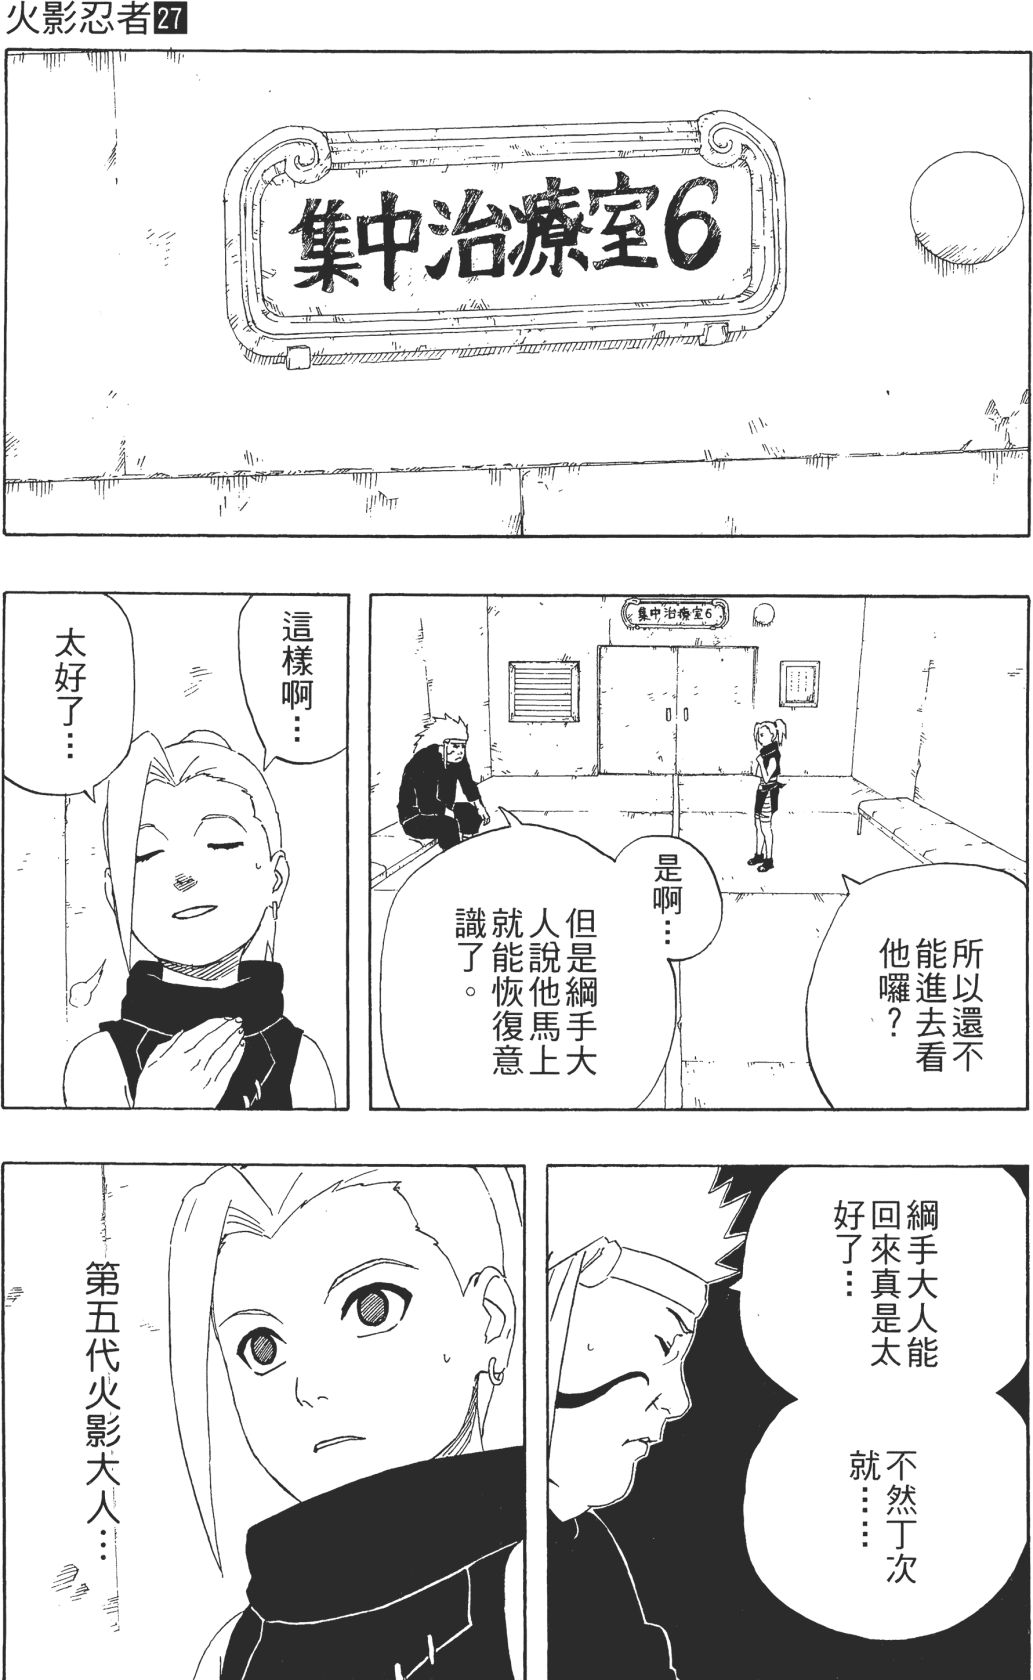 火影忍者27
集中治療室6
集中治療室6
所以還不
能進去看
他囉？
是啊…
但是綱手大
人說他馬上
就能恢復意
識了。
這樣啊…
太好了…
綱手大人能
回來真是太
好了…
不然丁次
就……
第五代火影大人…